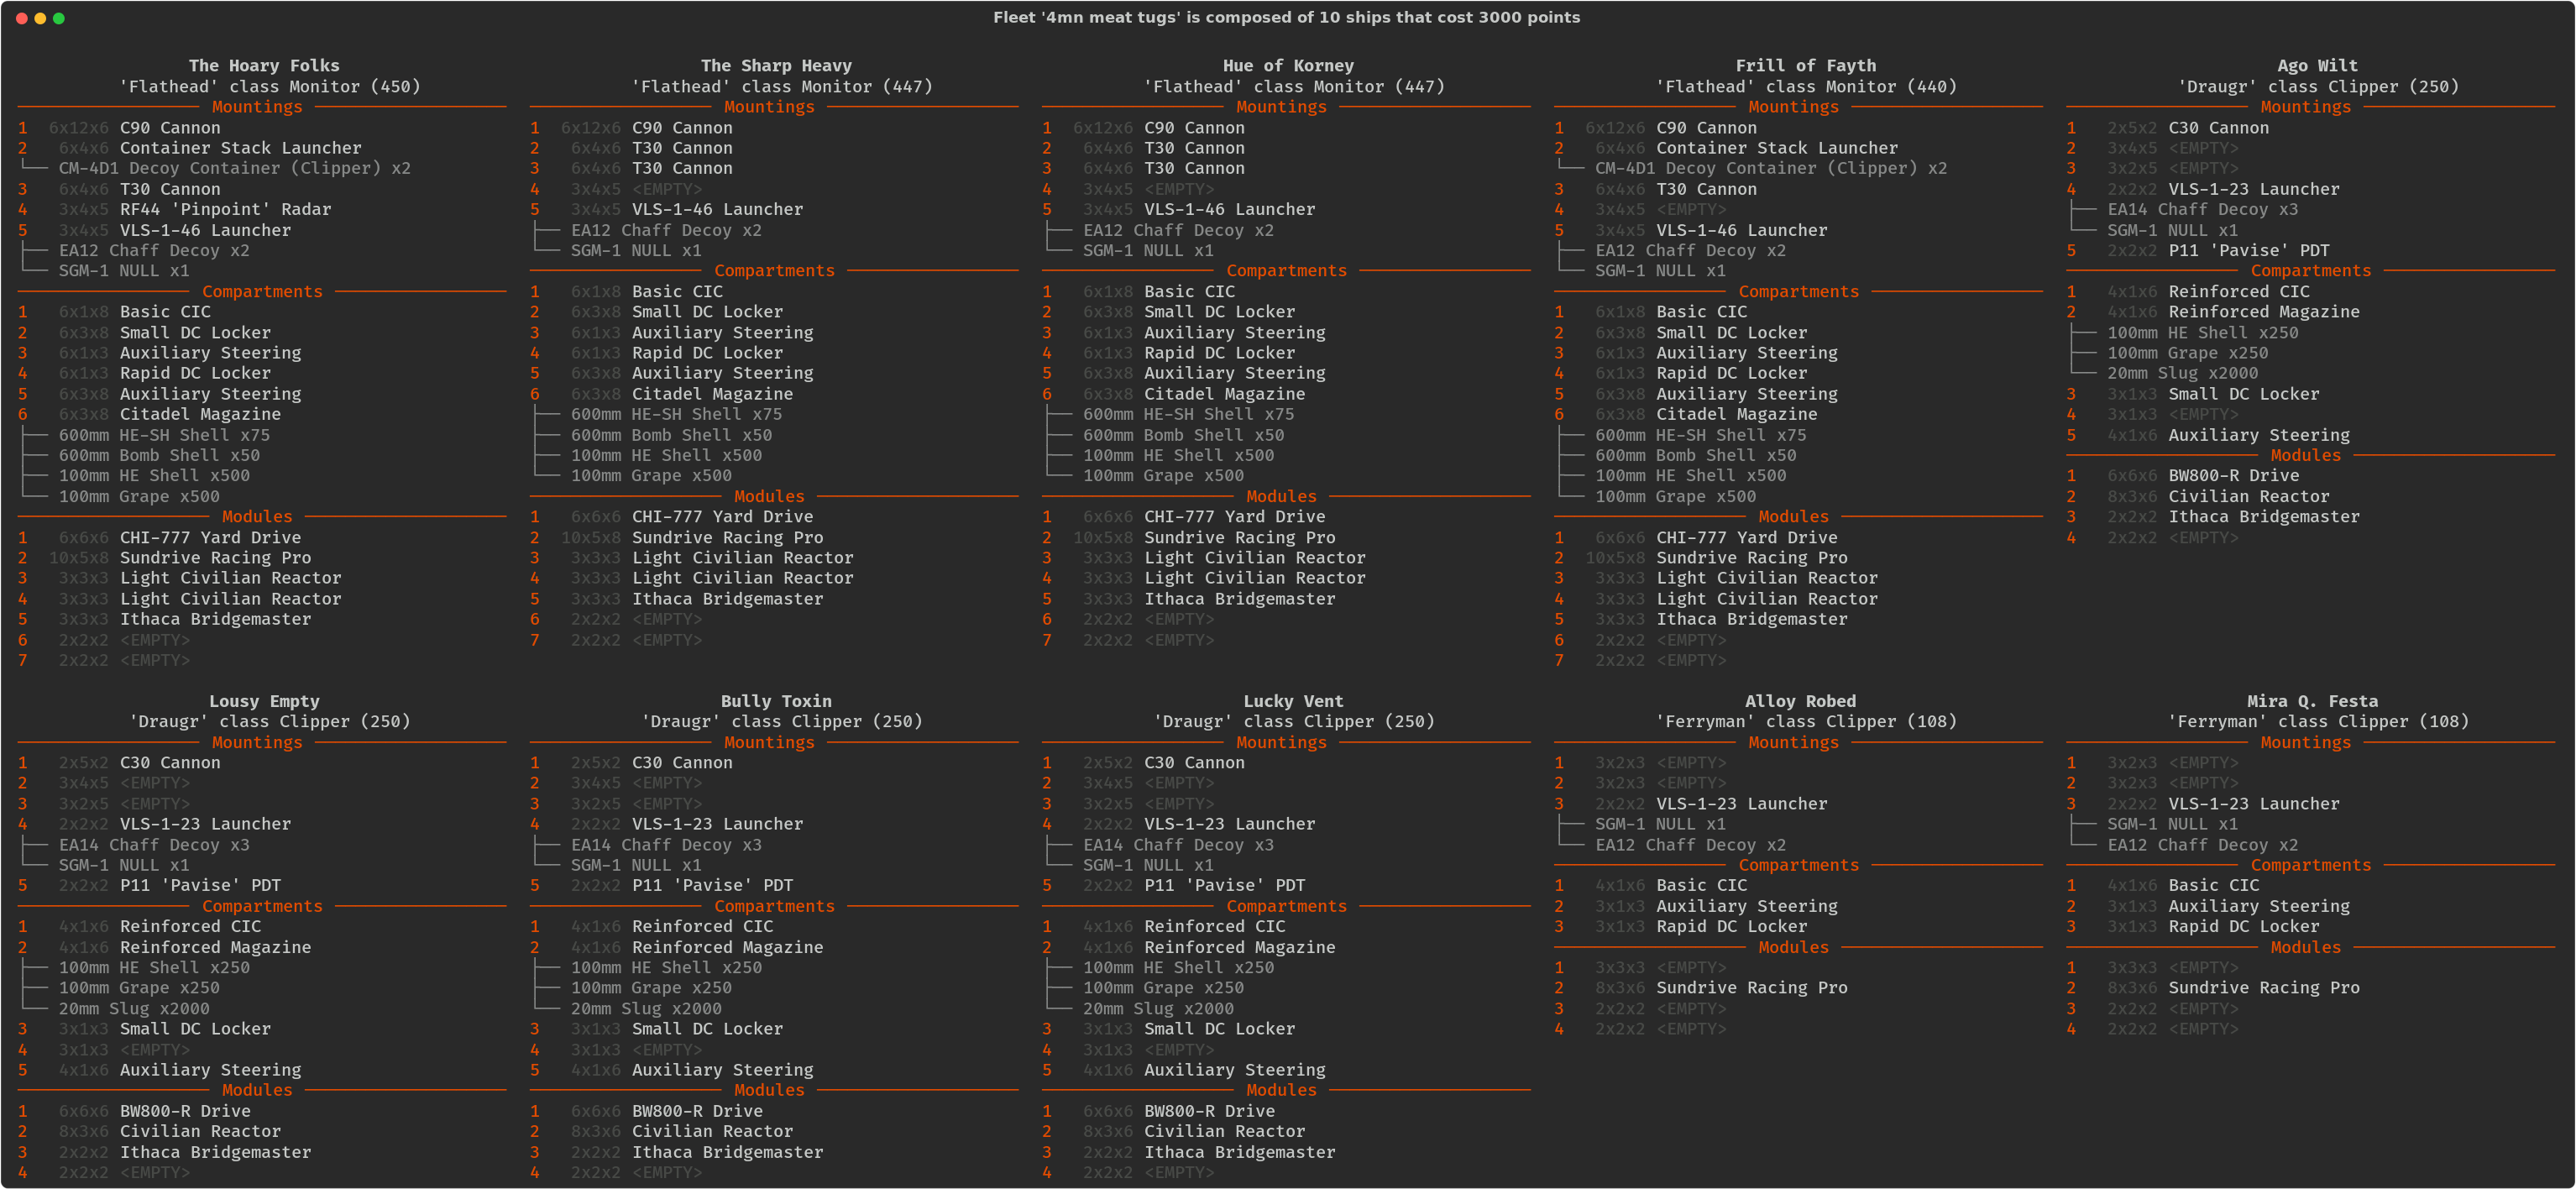 Fleet '4mn meat tugs' is composed of 10 ships that cost 3000 points
The Hoary Folks
'Flathead' class Monitor (450)
Mountings
1 6x12x6 C90 Cannon
2 6x4x6 Container Stack Launcher
└── CM-4D1 Decoy Container (Clipper) x2
3 6x4x6 T30 Cannon
4 3x4x5 RF44 'Pinpoint' Radar
5 3x4x5 VLS-1-46 Launcher
├── EA12 Chaff Decoy x2
└── SGM-1 NULL x1
Compartments
1 6x1x8 Basic CIC
2 6x3x8 Small DC Locker
3 6x1x3 Auxiliary Steering
4 6x1x3 Rapid DC Locker
5 6x3x8 Auxiliary Steering
6 6x3x8 Citadel Magazine
├── 600mm HE-SH Shell x75
├── 600mm Bomb Shell x50
├── 100mm HE Shell x500
└── 100mm Grape x500
Modules
1 6x6x6 CHI-777 Yard Drive
2 10x5x8 Sundrive Racing Pro
3 3x3x3 Light Civilian Reactor
4 3x3x3 Light Civilian Reactor
5 3x3x3 Ithaca Bridgemaster
6 2x2x2 <EMPTY>
7 2x2x2 <EMPTY>
The Sharp Heavy
'Flathead' class Monitor (447)
Mountings
1 6x12x6 C90 Cannon
2 6x4x6 T30 Cannon
3 6x4x6 T30 Cannon
4 3x4x5 <EMPTY>
5 3x4x5 VLS-1-46 Launcher
├── EA12 Chaff Decoy x2
└── SGM-1 NULL x1
Compartments
1 6x1x8 Basic CIC
2 6x3x8 Small DC Locker
3 6x1x3 Auxiliary Steering
4 6x1x3 Rapid DC Locker
5 6x3x8 Auxiliary Steering
6 6x3x8 Citadel Magazine
├── 600mm HE-SH Shell x75
├── 600mm Bomb Shell x50
├── 100mm HE Shell x500
└── 100mm Grape x500
Modules
1 6x6x6 CHI-777 Yard Drive
2 10x5x8 Sundrive Racing Pro
3 3x3x3 Light Civilian Reactor
4 3x3x3 Light Civilian Reactor
5 3x3x3 Ithaca Bridgemaster
6 2x2x2 <EMPTY>
7 2x2x2 <EMPTY>
Hue of Korney
'Flathead' class Monitor (447)
Mountings
1 6x12x6 C90 Cannon
2 6x4x6 T30 Cannon
3 6x4x6 T30 Cannon
4 3x4x5 <EMPTY>
5 3x4x5 VLS-1-46 Launcher
├── EA12 Chaff Decoy x2
└── SGM-1 NULL x1
Compartments
1 6x1x8 Basic CIC
2 6x3x8 Small DC Locker
3 6x1x3 Auxiliary Steering
4 6x1x3 Rapid DC Locker
5 6x3x8 Auxiliary Steering
6 6x3x8 Citadel Magazine
├── 600mm HE-SH Shell x75
├── 600mm Bomb Shell x50
├── 100mm HE Shell x500
└── 100mm Grape x500
Modules
1 6x6x6 CHI-777 Yard Drive
2 10x5x8 Sundrive Racing Pro
3 3x3x3 Light Civilian Reactor
4 3x3x3 Light Civilian Reactor
5 3x3x3 Ithaca Bridgemaster
6 2x2x2 <EMPTY>
7 2x2x2 <EMPTY>
Frill of Fayth
'Flathead' class Monitor (440)
Mountings
1 6x12x6 C90 Cannon
2 6x4x6 Container Stack Launcher
└── CM-4D1 Decoy Container (Clipper) x2
3 6x4x6 T30 Cannon
4 3x4x5 <EMPTY>
5 3x4x5 VLS-1-46 Launcher
├── EA12 Chaff Decoy x2
└── SGM-1 NULL x1
Compartments
1 6x1x8 Basic CIC
2 6x3x8 Small DC Locker
3 6x1x3 Auxiliary Steering
4 6x1x3 Rapid DC Locker
5 6x3x8 Auxiliary Steering
6 6x3x8 Citadel Magazine
├── 600mm HE-SH Shell x75
├── 600mm Bomb Shell x50
├── 100mm HE Shell x500
└── 100mm Grape x500
Modules
1 6x6x6 CHI-777 Yard Drive
2 10x5x8 Sundrive Racing Pro
3 3x3x3 Light Civilian Reactor
4 3x3x3 Light Civilian Reactor
5 3x3x3 Ithaca Bridgemaster
6 2x2x2 <EMPTY>
7 2x2x2 <EMPTY>
Ago Wilt
'Draugr' class Clipper (250)
Mountings
1 2x5x2 C30 Cannon
2 3x4x5 <EMPTY>
3 3x2x5 <EMPTY>
4 2x2x2 VLS-1-23 Launcher
├── EA14 Chaff Decoy x3
└── SGM-1 NULL x1
5 2x2x2 P11 'Pavise' PDT
Compartments
1 4x1x6 Reinforced CIC
2 4x1x6 Reinforced Magazine
├── 100mm HE Shell x250
├── 100mm Grape x250
└── 20mm Slug x2000
3 3x1x3 Small DC Locker
4 3x1x3 <EMPTY>
5 4x1x6 Auxiliary Steering
Modules
1 6x6x6 BW800-R Drive
2 8x3x6 Civilian Reactor
3 2x2x2 Ithaca Bridgemaster
4 2x2x2 <EMPTY>
Lousy Empty
'Draugr' class Clipper (250)
Mountings
1 2x5x2 C30 Cannon
2 3x4x5 <EMPTY>
3 3x2x5 <EMPTY>
4 2x2x2 VLS-1-23 Launcher
├── EA14 Chaff Decoy x3
└── SGM-1 NULL x1
5 2x2x2 P11 'Pavise' PDT
Compartments
1 4x1x6 Reinforced CIC
2 4x1x6 Reinforced Magazine
├── 100mm HE Shell x250
├── 100mm Grape x250
└── 20mm Slug x2000
3 3x1x3 Small DC Locker
4 3x1x3 <EMPTY>
5 4x1x6 Auxiliary Steering
Modules
1 6x6x6 BW800-R Drive
2 8x3x6 Civilian Reactor
3 2x2x2 Ithaca Bridgemaster
4 2x2x2 <EMPTY>
Bully Toxin
'Draugr' class Clipper (250)
Mountings
1 2x5x2 C30 Cannon
2 3x4x5 <EMPTY>
3 3x2x5 <EMPTY>
4 2x2x2 VLS-1-23 Launcher
├── EA14 Chaff Decoy x3
└── SGM-1 NULL x1
5 2x2x2 P11 'Pavise' PDT
Compartments
1 4x1x6 Reinforced CIC
2 4x1x6 Reinforced Magazine
├── 100mm HE Shell x250
├── 100mm Grape x250
└── 20mm Slug x2000
3 3x1x3 Small DC Locker
4 3x1x3 <EMPTY>
5 4x1x6 Auxiliary Steering
Modules
1 6x6x6 BW800-R Drive
2 8x3x6 Civilian Reactor
3 2x2x2 Ithaca Bridgemaster
4 2x2x2 <EMPTY>
Lucky Vent
'Draugr' class Clipper (250)
Mountings
1 2x5x2 C30 Cannon
2 3x4x5 <EMPTY>
3 3x2x5 <EMPTY>
4 2x2x2 VLS-1-23 Launcher
├── EA14 Chaff Decoy x3
└── SGM-1 NULL x1
5 2x2x2 P11 'Pavise' PDT
Compartments
1 4x1x6 Reinforced CIC
2 4x1x6 Reinforced Magazine
├── 100mm HE Shell x250
├── 100mm Grape x250
└── 20mm Slug x2000
3 3x1x3 Small DC Locker
4 3x1x3 <EMPTY>
5 4x1x6 Auxiliary Steering
Modules
1 6x6x6 BW800-R Drive
2 8x3x6 Civilian Reactor
3 2x2x2 Ithaca Bridgemaster
4 2x2x2 <EMPTY>
Alloy Robed
'Ferryman' class Clipper (108)
Mountings
1 3x2x3 <EMPTY>
2 3x2x3 <EMPTY>
3 2x2x2 VLS-1-23 Launcher
├── SGM-1 NULL x1
└── EA12 Chaff Decoy x2
Compartments
1 4x1x6 Basic CIC
2 3x1x3 Auxiliary Steering
3 3x1x3 Rapid DC Locker
Modules
1 3x3x3 <EMPTY>
2 8x3x6 Sundrive Racing Pro
3 2x2x2 <EMPTY>
4 2x2x2 <EMPTY>
Mira Q. Festa
'Ferryman' class Clipper (108)
Mountings
1 3x2x3 <EMPTY>
2 3x2x3 <EMPTY>
3 2x2x2 VLS-1-23 Launcher
├── SGM-1 NULL x1
└── EA12 Chaff Decoy x2
Compartments
1 4x1x6 Basic CIC
2 3x1x3 Auxiliary Steering
3 3x1x3 Rapid DC Locker
Modules
1 3x3x3 <EMPTY>
2 8x3x6 Sundrive Racing Pro
3 2x2x2 <EMPTY>
4 2x2x2 <EMPTY>